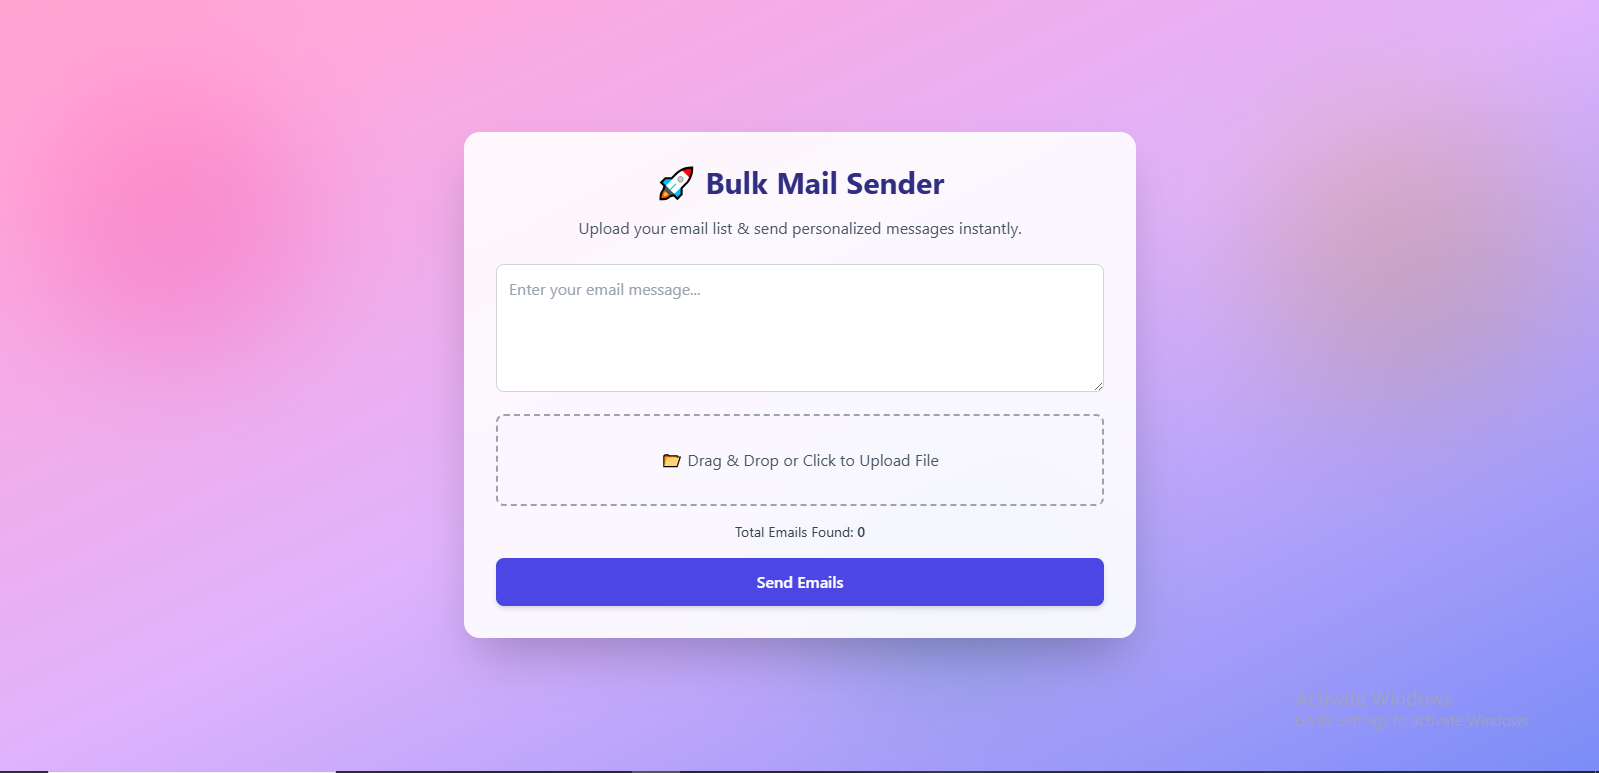 Bulk Mail Sender
Upload your email list & send personalized messages instantly.
Enter your email message...
Drag & Drop or Click to Upload File
Total Emails Found: 0
Send Emails
Activate Windows
Go to Settings to activate Windows.